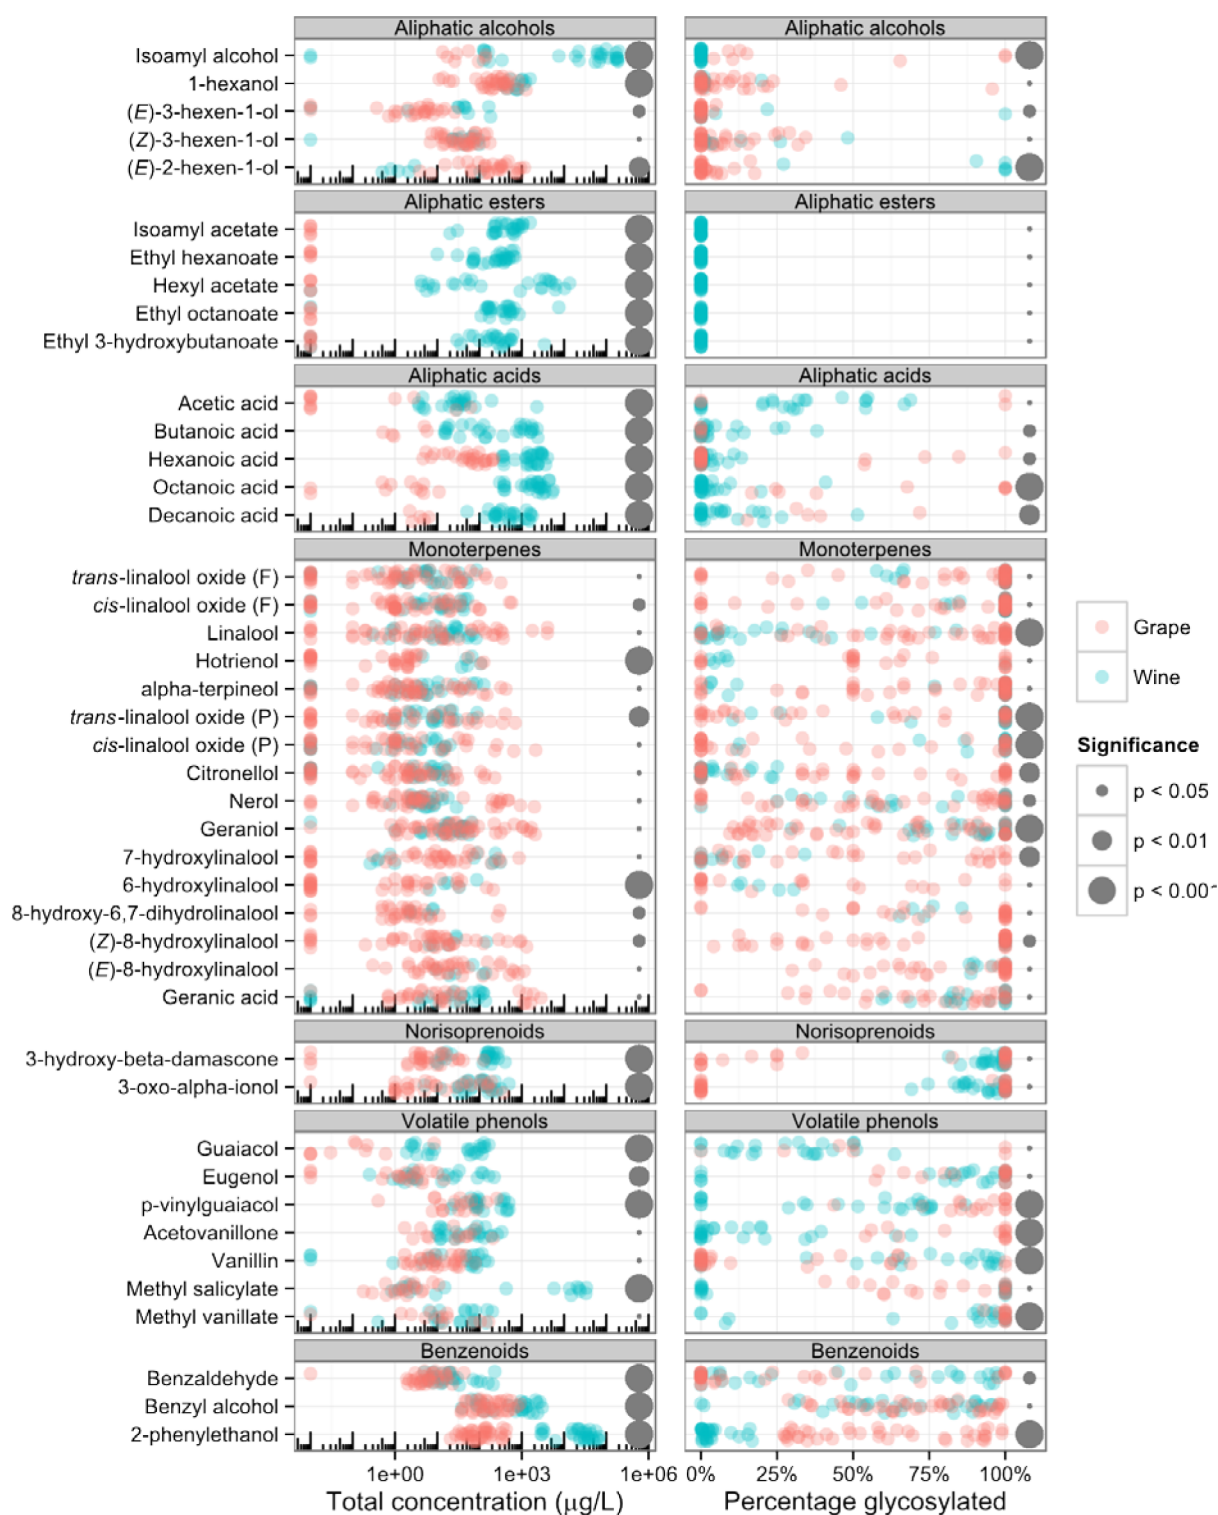 Aliphatic alcohols Aliphatic alcohols
Isoamyl alcohol
1-hexanol
(E)-3-hexen-1-ol
(Z)-3-hexen-1-ol
(E)-2-hexen-1-ol
Aliphatic esters Aliphatic esters
Isoamyl acetate
Ethyl hexanoate
Hexyl acetate
Ethyl octanoate
Ethyl 3-hydroxybutanoate
Aliphatic acids Aliphatic acids
Acetic acid
Butanoic acid
Hexanoic acid
Octanoic acid
Decanoic acid
Monoterpenes Monoterpenes
trans-linalool oxide (F)
cis-linalool oxide (F)
Linalool
Hotrienol
alpha-terpineol
trans-linalool oxide (P)
cis-linalool oxide (P)
Citronellol
Nerol
Geraniol
7-hydroxylinalool
6-hydroxylinalool
8-hydroxy-6,7-dihydrolinalool
(Z)-8-hydroxylinalool
(E)-8-hydroxylinalool
Geranic acid
Norisoprenoids Norisoprenoids
3-hydroxy-beta-damascone
3-oxo-alpha-ionol
Volatile phenols Volatile phenols
Guaiacol
Eugenol
p-vinylguaiacol
Acetovanillone
Vanillin
Methyl salicylate
Methyl vanillate
Benzenoids Benzenoids
Benzaldehyde
Benzyl alcohol
2-phenylethanol
1e+00 1e+03 1e+06 0% 25% 50% 75% 100%
Total concentration (μg/L) Percentage glycosylated
Grape
Wine
Significance
p < 0.05
p < 0.01
p < 0.00